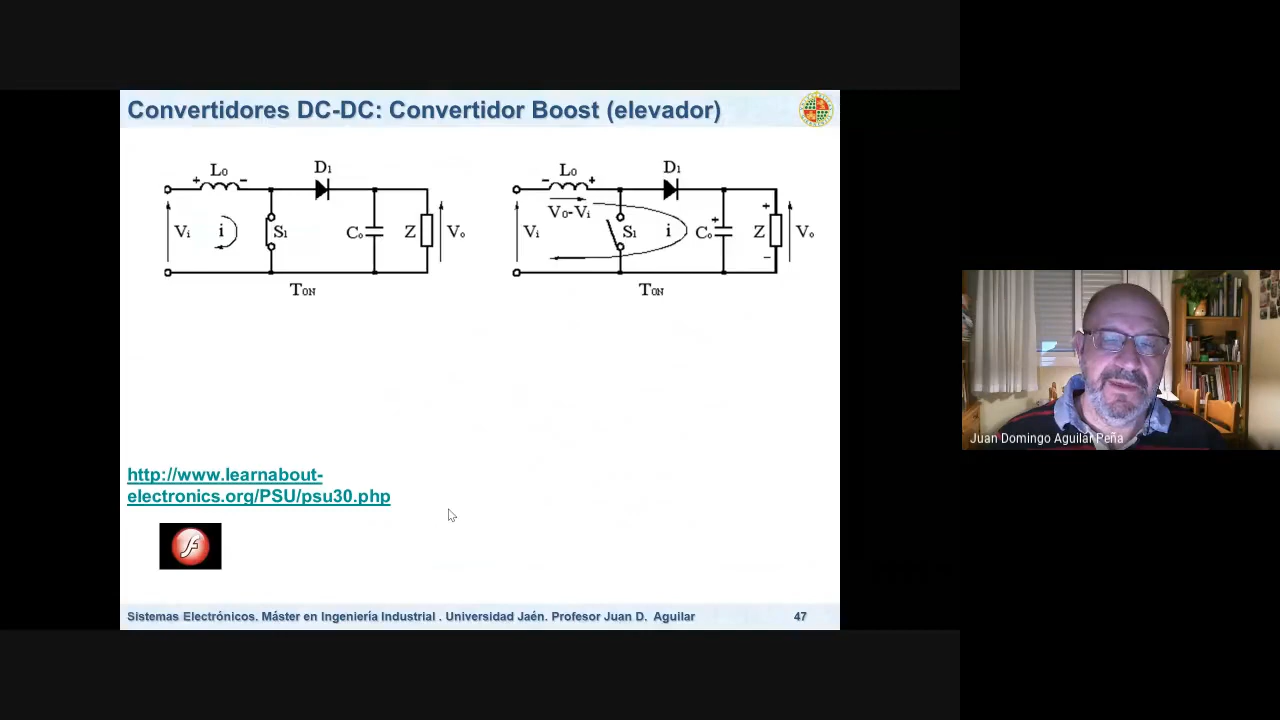 Convertidores DC-DC: Convertidor Boost (elevador)
L₀ D₁
+ −
Vᵢ i S₁ C₀ Z V₀
T_ON
L₀ D₁
− +
V₀-Vᵢ
+ +
Vᵢ S₁ i C₀ Z V₀
−
T_ON
http://www.learnabout-
electronics.org/PSU/psu30.php
Juan Domingo Aguilar Peña
Sistemas Electrónicos. Máster en Ingeniería Industrial . Universidad Jaén. Profesor Juan D. Aguilar 47